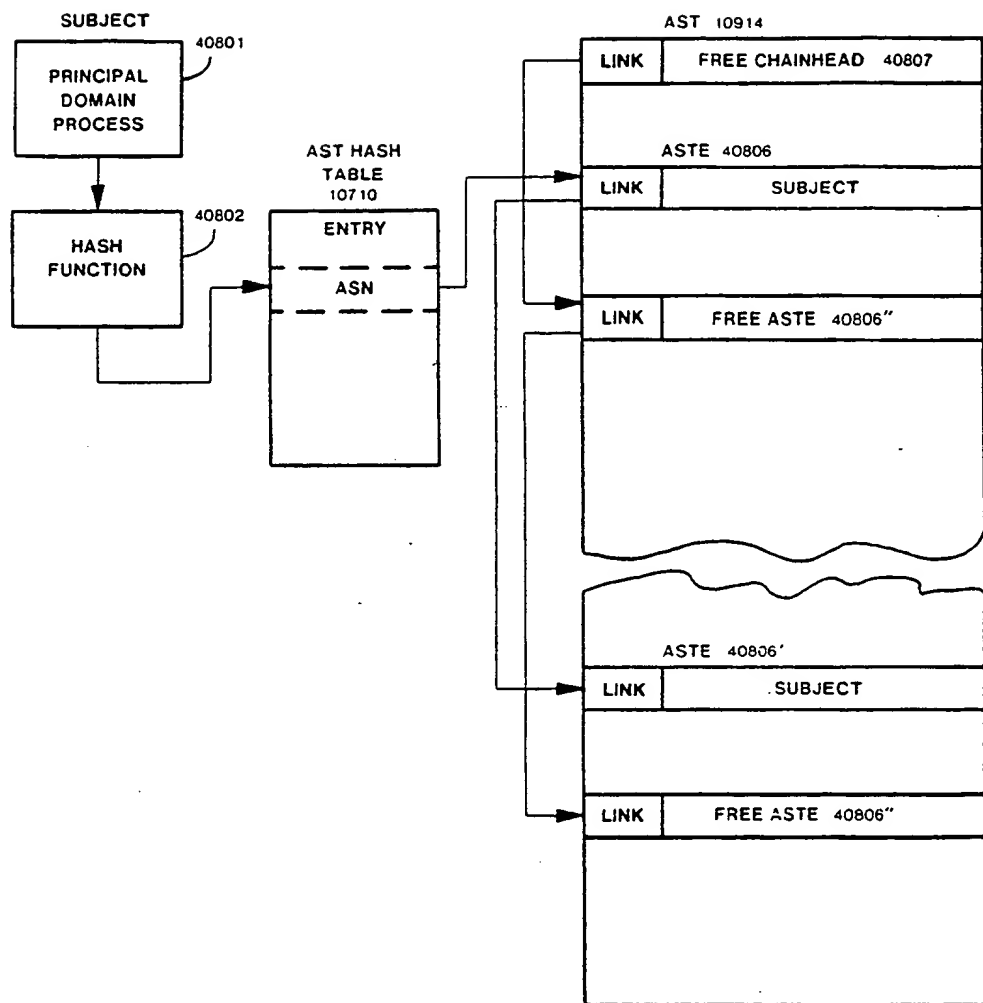 SUBJECT
40801
PRINCIPAL
DOMAIN
PROCESS
40802
HASH
FUNCTION
AST HASH
TABLE
10710
ENTRY
ASN
AST 10914
LINK FREE CHAINHEAD 40807
ASTE 40806
LINK SUBJECT
LINK FREE ASTE 40806″
ASTE 40806′
LINK .SUBJECT
LINK FREE ASTE 40806″